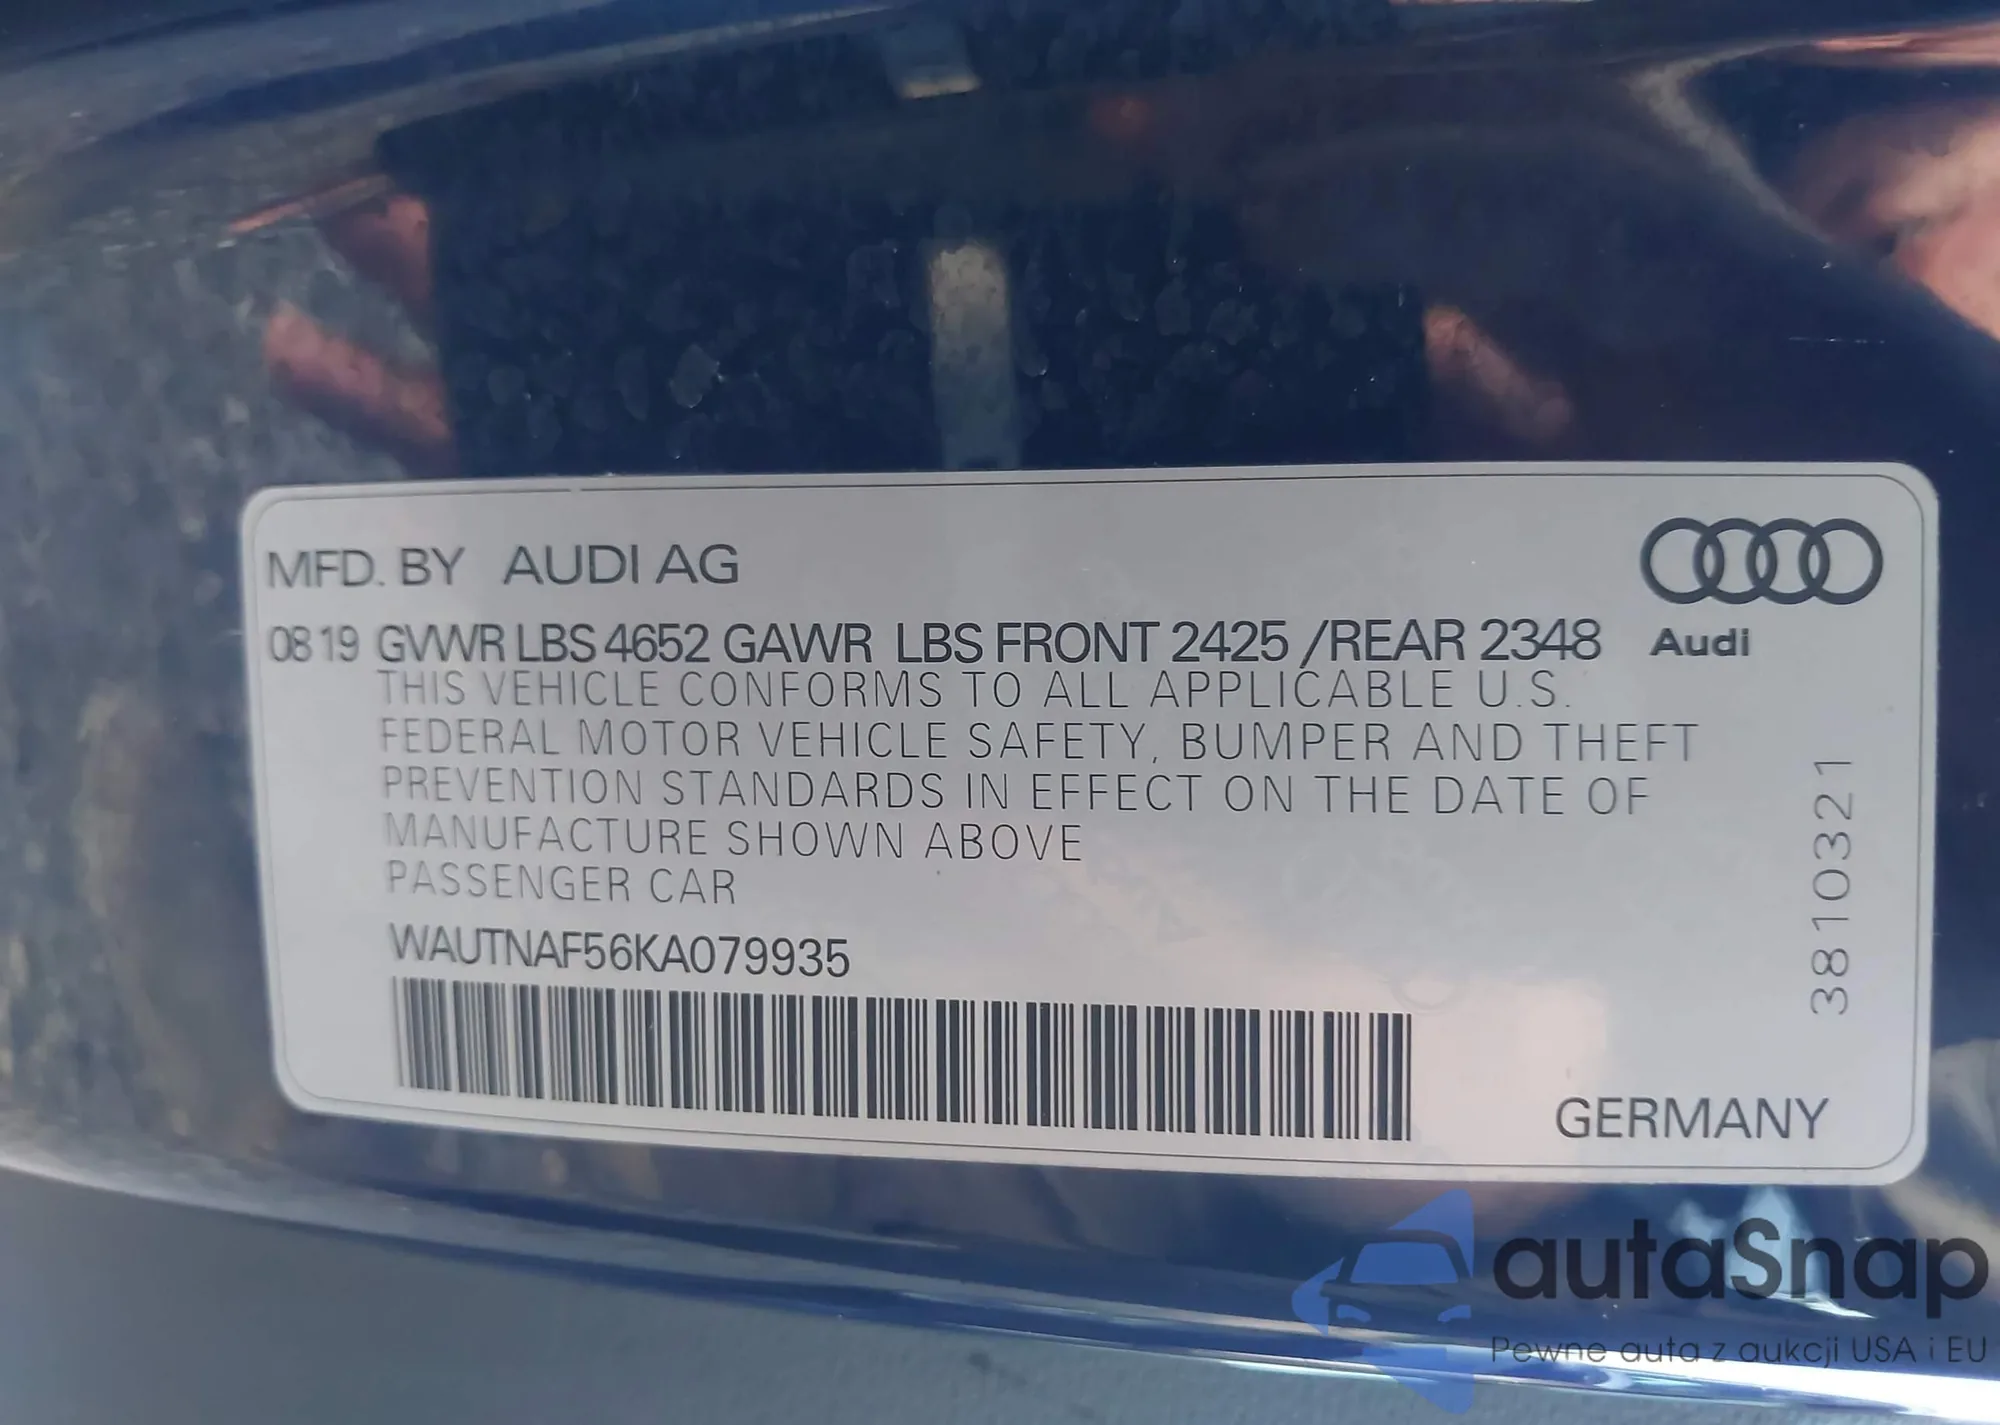 MFD. BY AUDI AG
0819 GVWR LBS 4652 GAWR LBS FRONT 2425 /REAR 2348
Audi
THIS VEHICLE CONFORMS TO ALL APPLICABLE U.S.
FEDERAL MOTOR VEHICLE SAFETY, BUMPER AND THEFT
PREVENTION STANDARDS IN EFFECT ON THE DATE OF
MANUFACTURE SHOWN ABOVE
PASSENGER CAR
WAUTNAF56KA079935
3810321
GERMANY
autaSnap
Pewne auta z aukcji USA i EU